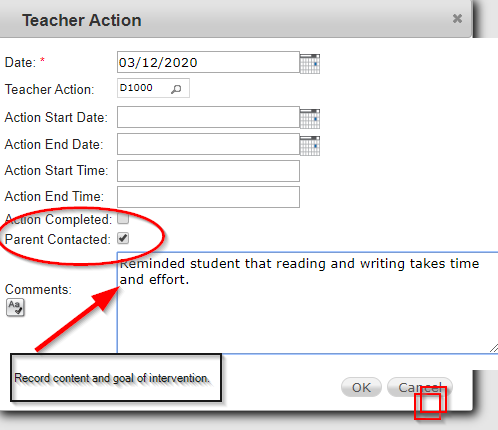 Teacher Action
Date: *
03/12/2020
Teacher Action:
D1000
Action Start Date:
Action End Date:
Action Start Time:
Action End Time:
Action Completed:
Parent Contacted:
Comments:
Reminded student that reading and writing takes time
and effort.
Record content and goal of intervention.
OK Cancel